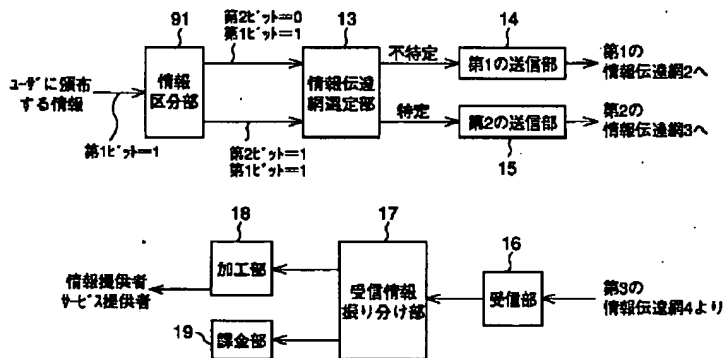 91
第2ビット=0
第1ビット=1
13
14
ユーザに頒布
する情報
情報
区分部
情報伝達
網選定部
不特定
第1の送信部
第1の
情報伝達網2へ
第1ビット=1
第2ビット=1
第1ビット=1
特定
第2の送信部
第2の
情報伝達網3へ
15
18
17
16
情報提供者
サービス提供者
加工部
受信情報
振り分け部
受信部
第3の
情報伝達網4より
19
課金部